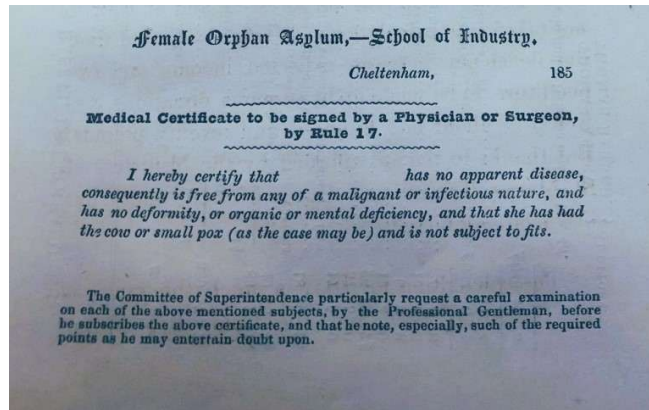 Female Orphan Asylum,—School of Industry.
Cheltenham, 185
Medical Certificate to be signed by a Physician or Surgeon,
by Rule 17.
I hereby certify that has no apparent disease,
consequently is free from any of a malignant or infectious nature, and
has no deformity, or organic or mental deficiency, and that she has had
the cow or small pox (as the case may be) and is not subject to fits.
The Committee of Superintendence particularly request a careful examination
on each of the above mentioned subjects, by the Professional Gentleman, before
he subscribes the above certificate, and that he note, especially, such of the required
points as he may entertain doubt upon.